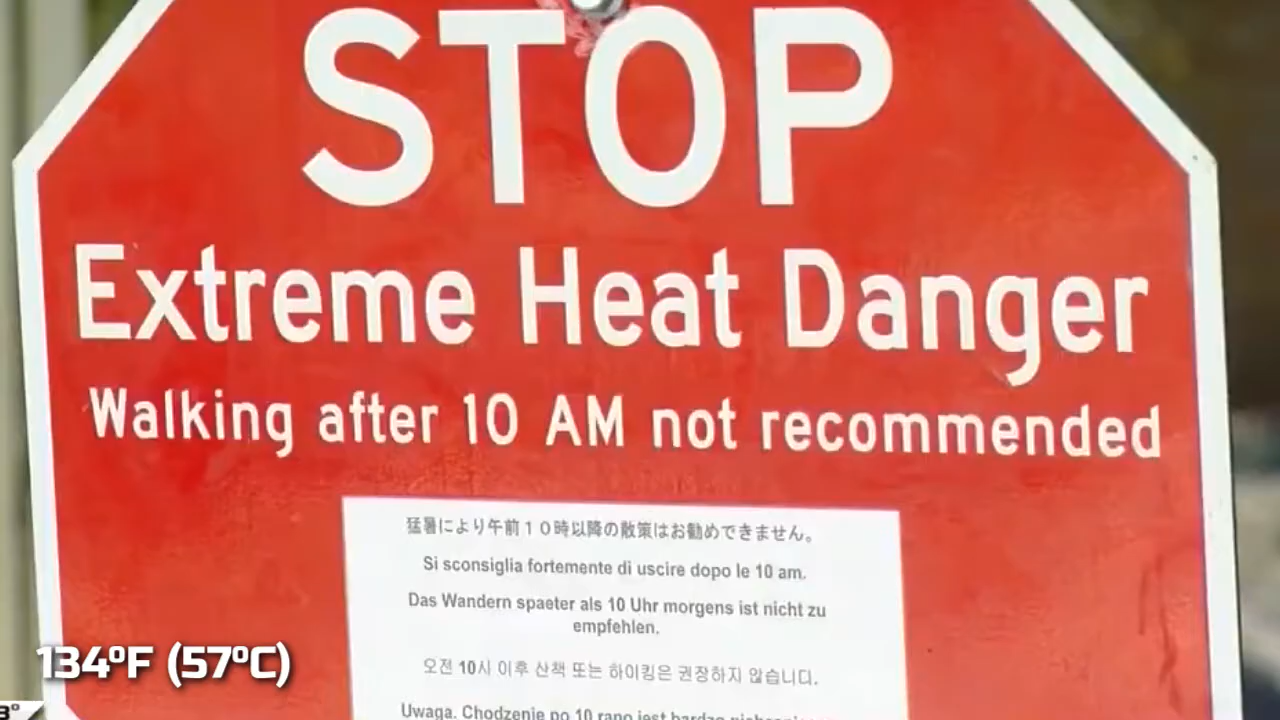 STOP
Extreme Heat Danger
Walking after 10 AM not recommended
猛暑により午前10時以降の散策はお勧めできません。
Si sconsiglia fortemente di uscire dopo le 10 am.
Das Wandern spaeter als 10 Uhr morgens ist nicht zu
empfehlen.
오전 10시 이후 산책 또는 하이킹은 권장하지 않습니다.
Uwaga. Chodzenie po 10 rano jest bardzo
134ºF (57ºC)